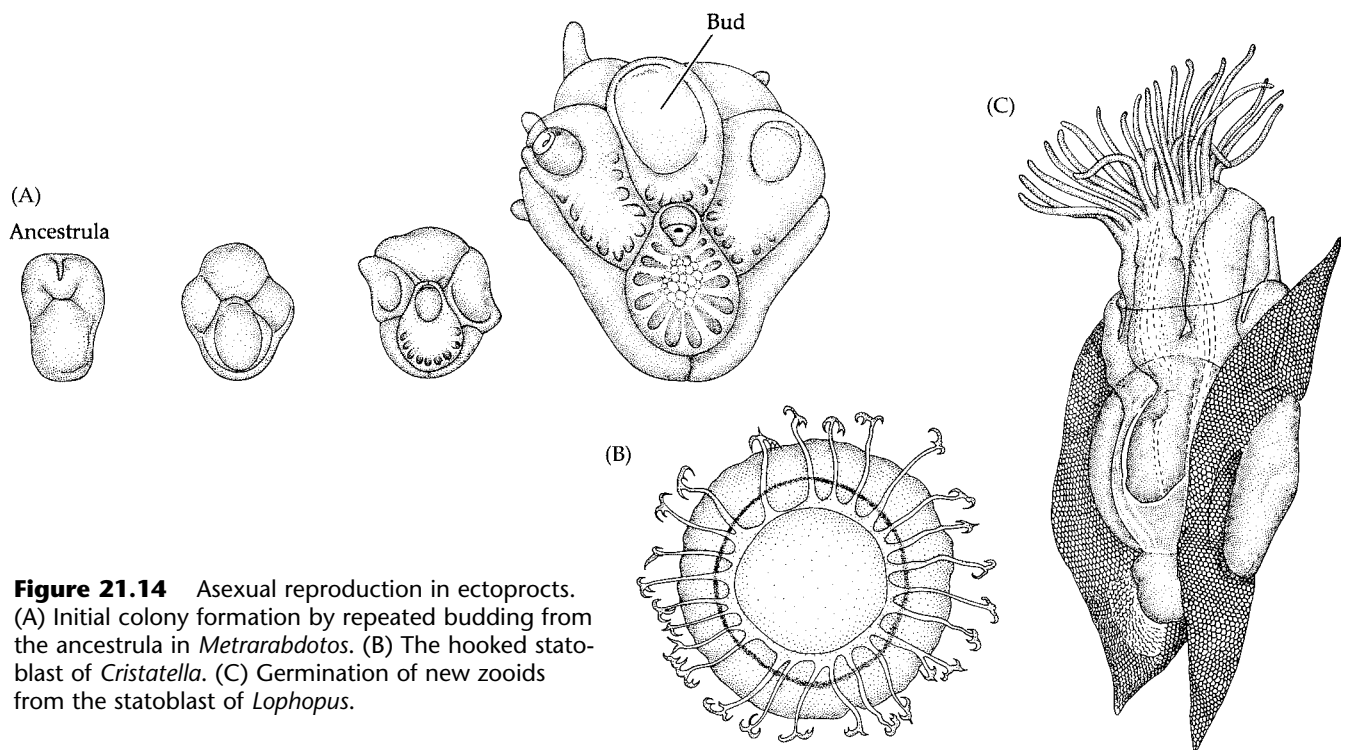 Bud
(C)
(A)
Ancestrula
(B)
Figure 21.14 Asexual reproduction in ectoprocts.
(A) Initial colony formation by repeated budding from
the ancestrula in Metrarabdotos. (B) The hooked stato-
blast of Cristatella. (C) Germination of new zooids
from the statoblast of Lophopus.